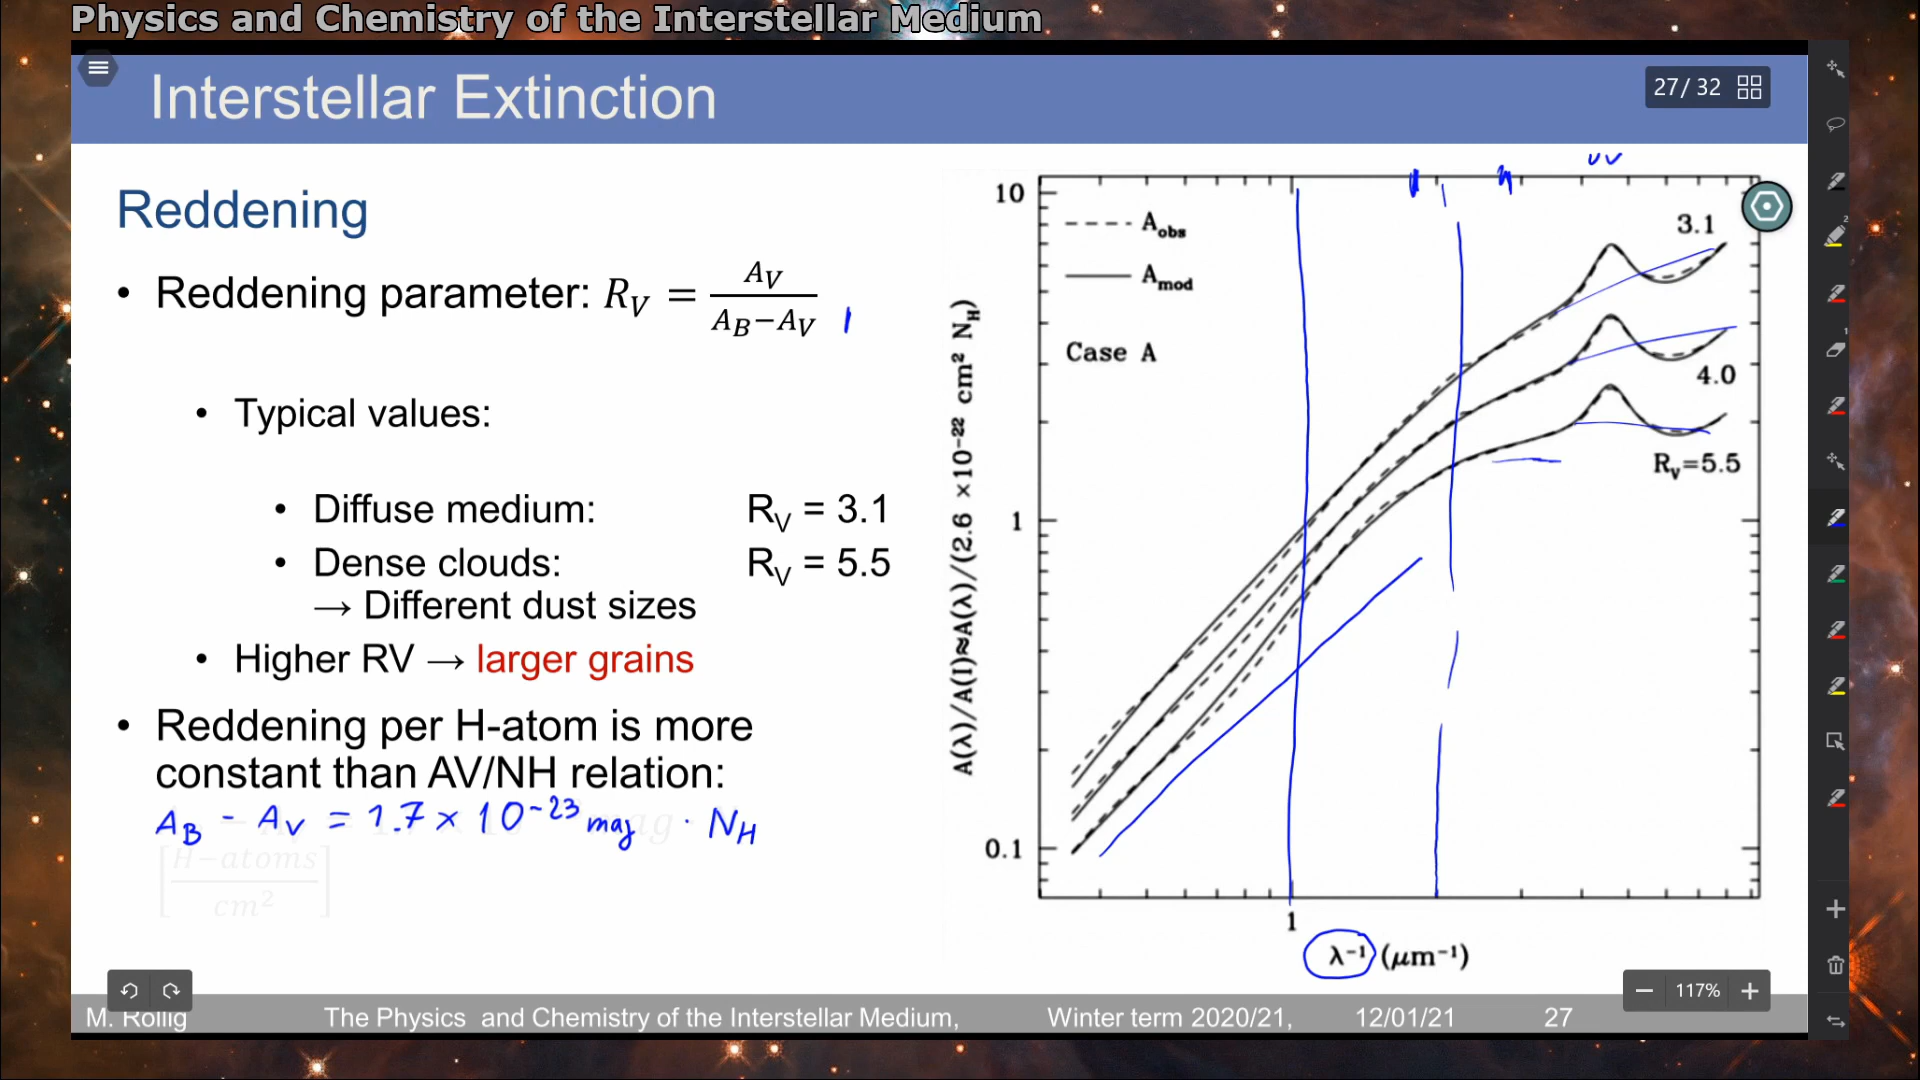 Physics and Chemistry of the Interstellar Medium
Interstellar Extinction
27 / 32
Reddening
• Reddening parameter: R_V = A_V / (A_B−A_V)
• Typical values:
• Diffuse medium: R_V = 3.1
• Dense clouds: R_V = 5.5
→ Different dust sizes
• Higher RV → larger grains
• Reddening per H-atom is more
constant than AV/NH relation:
A_B - A_V = 1.7 × 10^-23 mag · N_H
[H−atoms / cm²]
10
1
0.1
A_obs
A_mod
Case A
3.1
4.0
R_v=5.5
UV
A(λ)/A(I)≈A(λ)/(2.6 ×10⁻²² cm² N_H)
1
λ⁻¹ (μm⁻¹)
117%
M. Röllig The Physics and Chemistry of the Interstellar Medium, Winter term 2020/21, 12/01/21 27